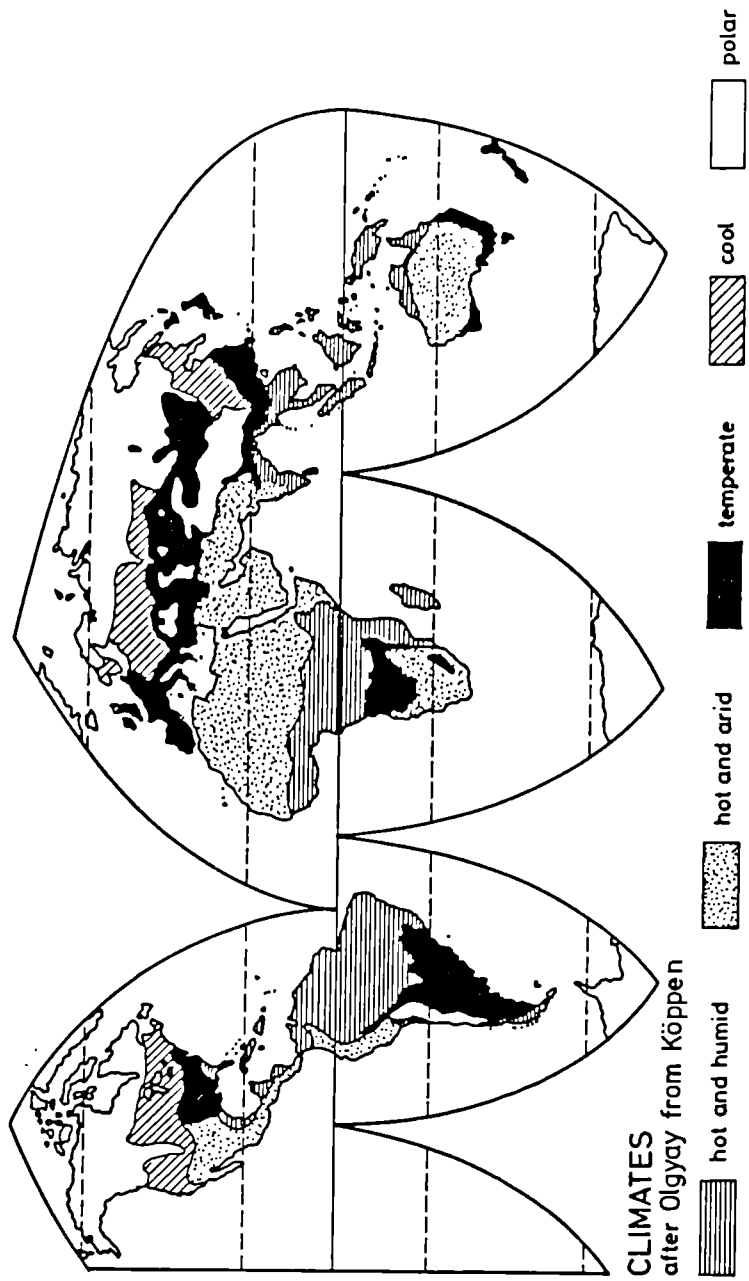 CLIMATES
after Olgyay from Köppen
hot and humid
hot and arid
temperate
cool
polar